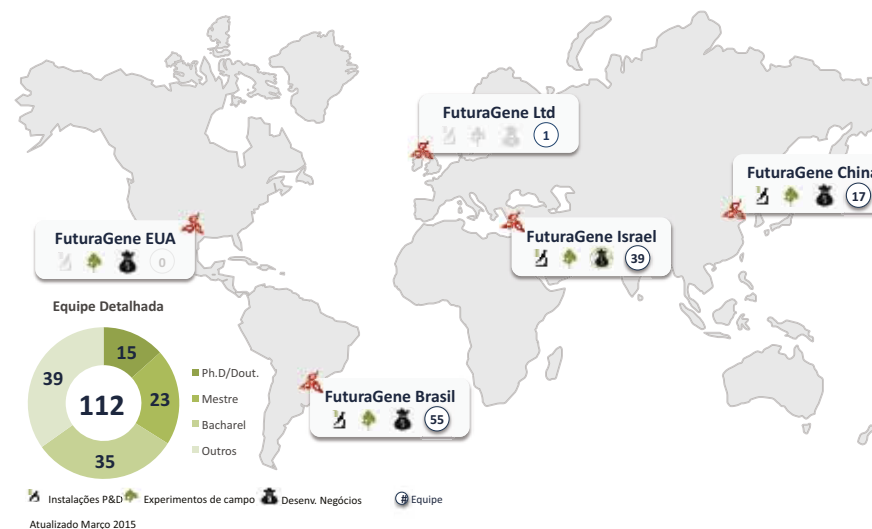 FuturaGene Ltd
1
FuturaGene China
17
FuturaGene EUA
0
FuturaGene Israel
39
Equipe Detalhada
15
39
112
23
35
Ph.D/Dout.
Mestre
Bacharel
Outros
FuturaGene Brasil
55
Instalações P&D
Experimentos de campo
Desenv. Negócios
# Equipe
Atualizado Março 2015